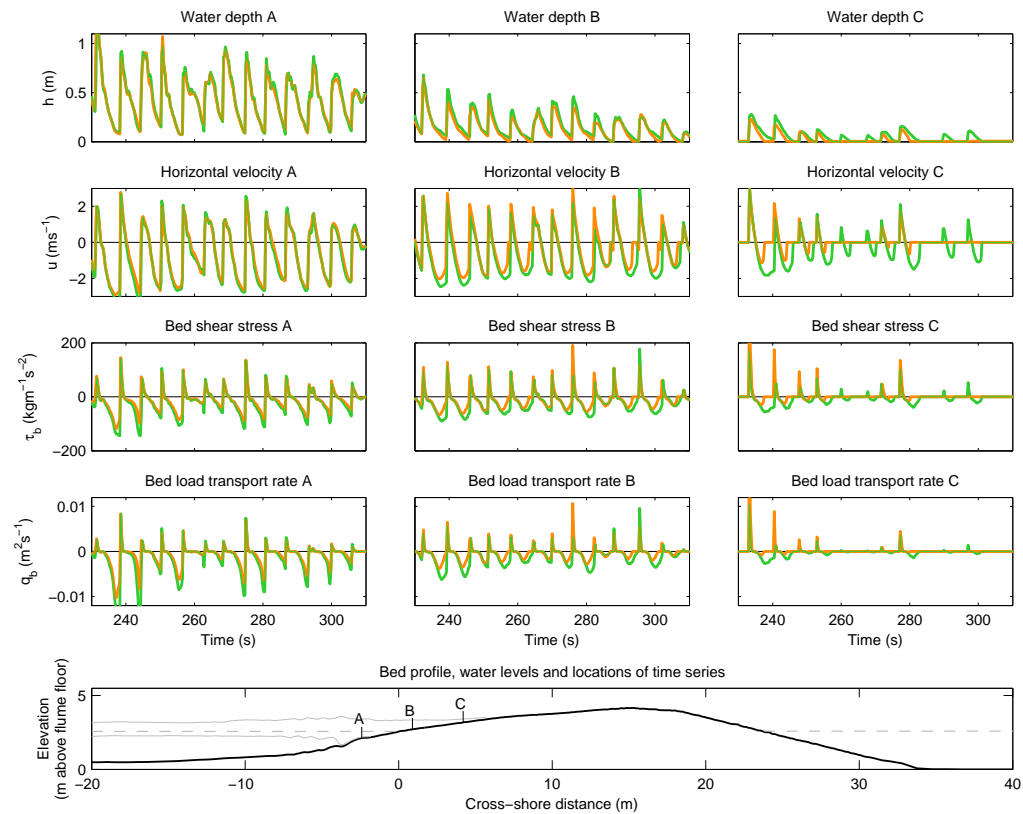 Water depth A
Water depth B
Water depth C
1
0.5
0
h (m)
Horizontal velocity A
Horizontal velocity B
Horizontal velocity C
2
0
−2
u (ms−1)
Bed shear stress A
Bed shear stress B
Bed shear stress C
200
0
−200
τb (kgm−1s−2)
Bed load transport rate A
Bed load transport rate B
Bed load transport rate C
0.01
0
−0.01
qb (m2s−1)
240 260 280 300
240 260 280 300
240 260 280 300
Time (s)
Time (s)
Time (s)
Bed profile, water levels and locations of time series
5
0
Elevation
(m above flume floor)
A
B
C
−20 −10 0 10 20 30 40
Cross−shore distance (m)